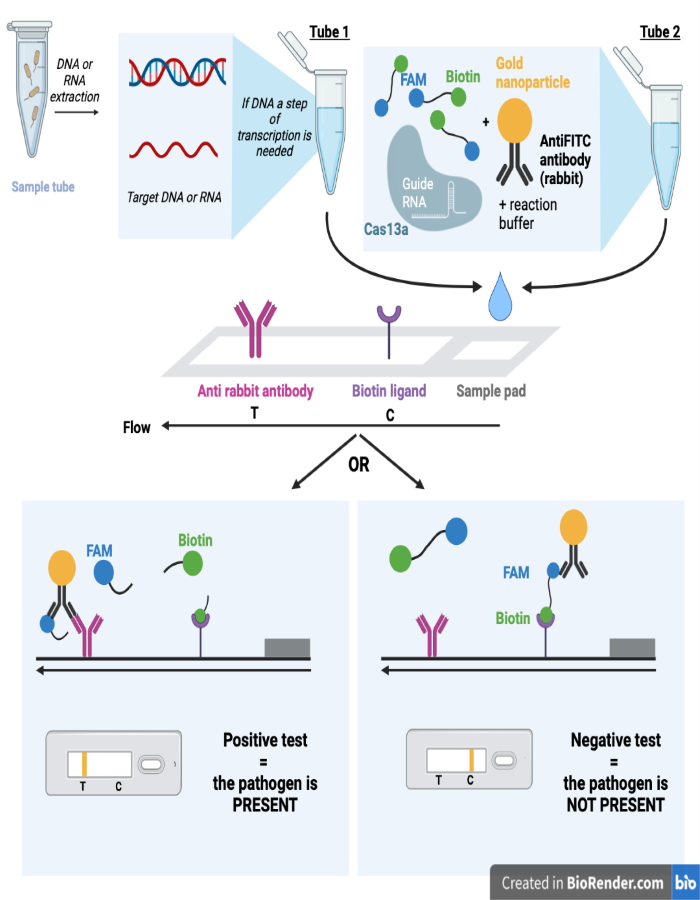 Tube 1
Tube 2
DNA or
RNA
extraction
Sample tube
Target DNA or RNA
If DNA a step
of
transcription is
needed
FAM
Biotin
Gold
nanoparticle
+
AntiFITC
antibody
(rabbit)
+ reaction
buffer
Guide
RNA
Cas13a
Anti rabbit antibody
Biotin ligand
Sample pad
T
C
Flow
OR
FAM
Biotin
T
C
Positive test
=
the pathogen is
PRESENT
FAM
Biotin
T
C
Negative test
=
the pathogen is
NOT PRESENT
Created in BioRender.com
bio